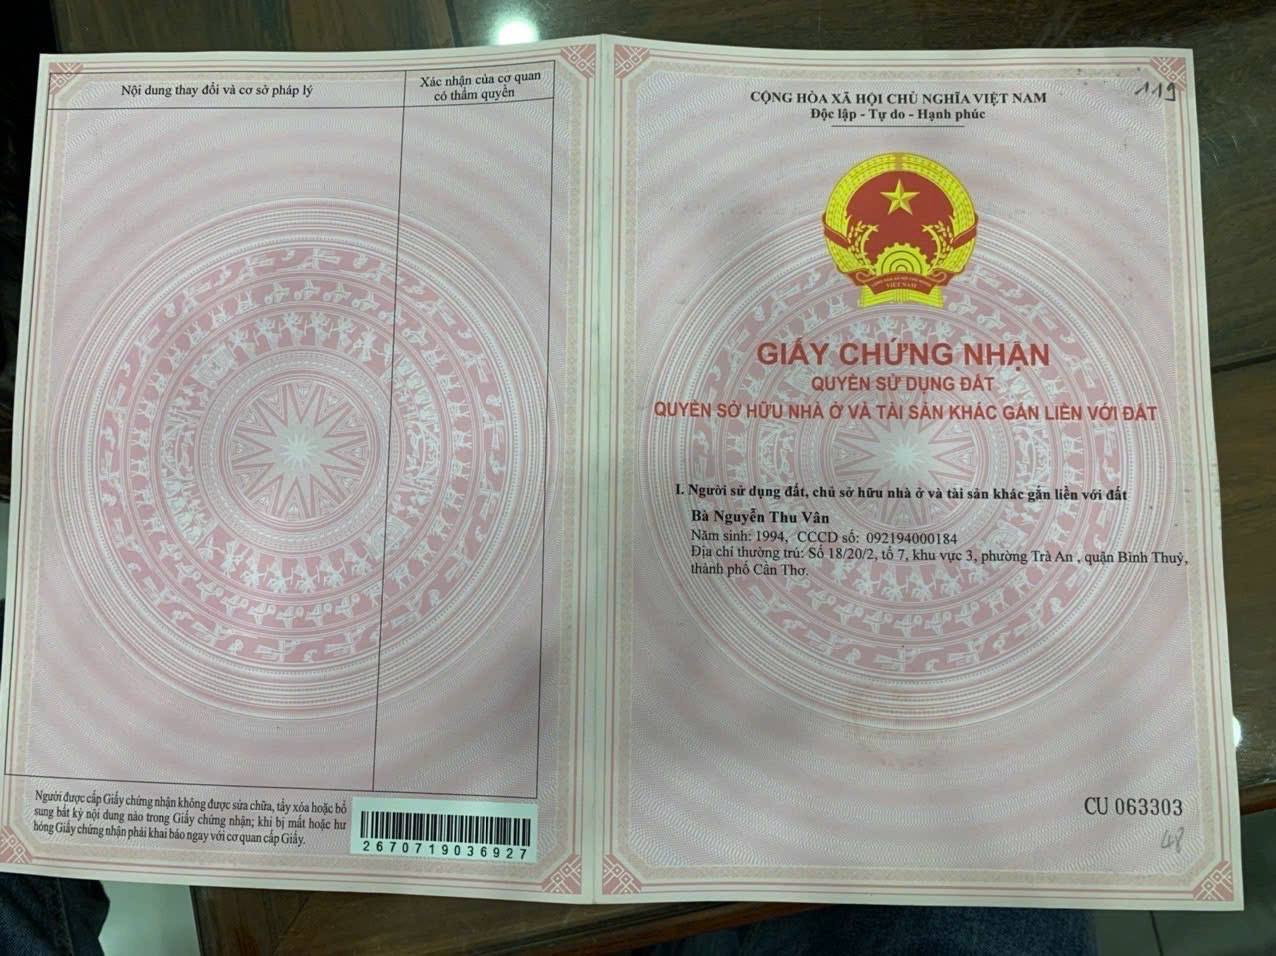 Nội dung thay đổi và cơ sở pháp lý
Xác nhận của cơ quan
có thẩm quyền
Người được cấp Giấy chứng nhận không được sửa chữa, tẩy xóa hoặc bổ
sung bất kỳ nội dung nào trong Giấy chứng nhận; khi bị mất hoặc hư
hỏng Giấy chứng nhận phải khai báo ngay với cơ quan cấp Giấy.
2670719036927
119
CỘNG HÒA XÃ HỘI CHỦ NGHĨA VIỆT NAM
Độc lập - Tự do - Hạnh phúc
VIỆT NAM
GIẤY CHỨNG NHẬN
QUYỀN SỬ DỤNG ĐẤT
QUYỀN SỞ HỮU NHÀ Ở VÀ TÀI SẢN KHÁC GẮN LIỀN VỚI ĐẤT
I. Người sử dụng đất, chủ sở hữu nhà ở và tài sản khác gắn liền với đất
Bà Nguyễn Thu Vân
Năm sinh: 1994, CCCD số: 092194000184
Địa chỉ thường trú: Số 18/20/2, tổ 7, khu vực 3, phường Trà An , quận Bình Thuỷ,
thành phố Cần Thơ.
CU 063303
48